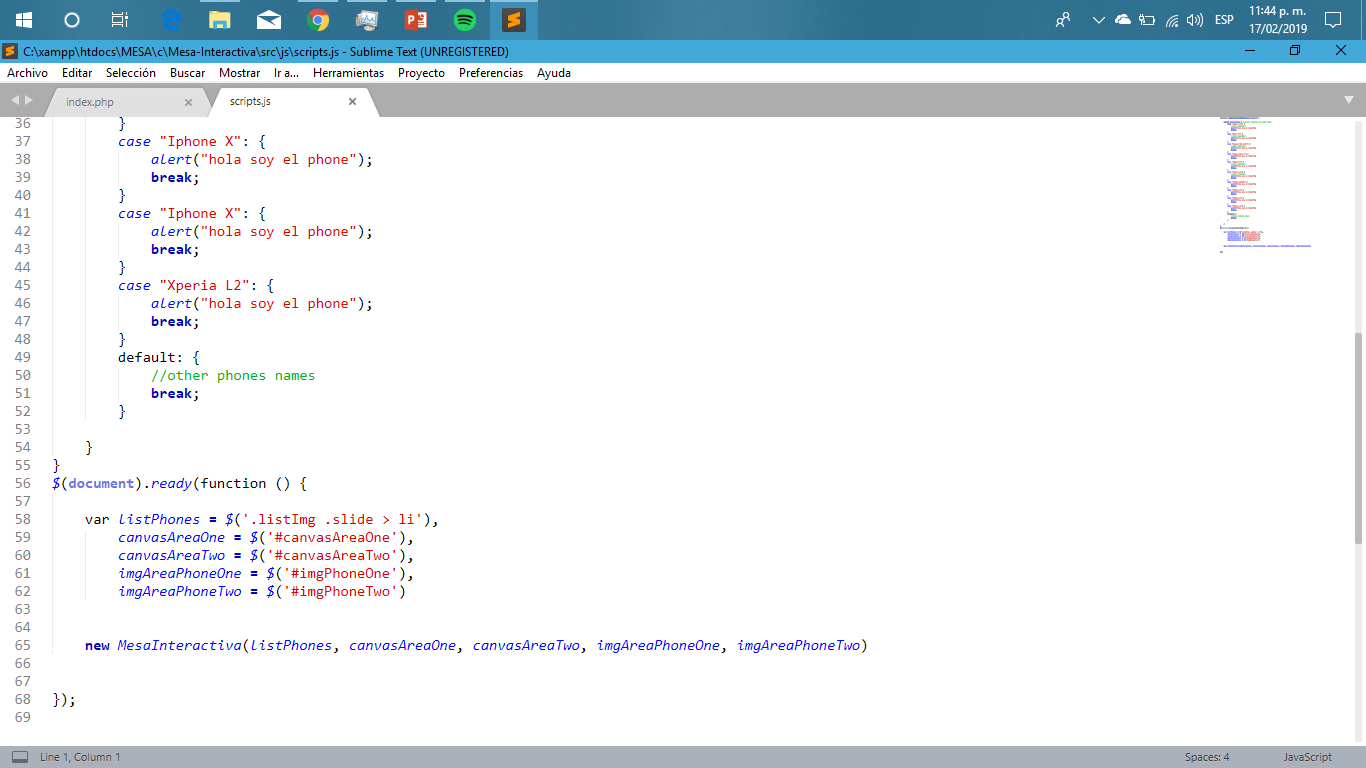 11:44 p. m.
ESP
17/02/2019
C:\xampp\htdocs\MESA\c\Mesa-Interactiva\src\js\scripts.js - Sublime Text (UNREGISTERED)
Archivo Editar Selección Buscar Mostrar Ir a... Herramientas Proyecto Preferencias Ayuda
index.php scripts.js
36 }
37 case "Iphone X": {
38 alert("hola soy el phone");
39 break;
40 }
41 case "Iphone X": {
42 alert("hola soy el phone");
43 break;
44 }
45 case "Xperia L2": {
46 alert("hola soy el phone");
47 break;
48 }
49 default: {
50 //other phones names
51 break;
52 }
53
54 }
55 }
56 $(document).ready(function () {
57
58 var listPhones = $('.listImg .slide > li'),
59 canvasAreaOne = $('#canvasAreaOne'),
60 canvasAreaTwo = $('#canvasAreaTwo'),
61 imgAreaPhoneOne = $('#imgPhoneOne'),
62 imgAreaPhoneTwo = $('#imgPhoneTwo')
63
64
65 new MesaInteractiva(listPhones, canvasAreaOne, canvasAreaTwo, imgAreaPhoneOne, imgAreaPhoneTwo)
66
67
68 });
69
Line 1, Column 1 Spaces: 4 JavaScript